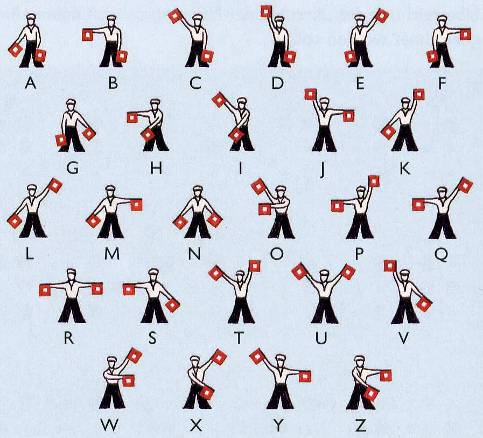 A B C D E F
G H I J K
L M N O P Q
R S T U V
W X Y Z